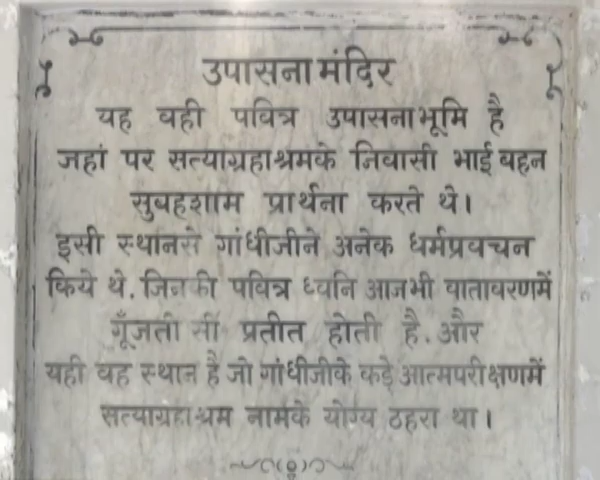 उपासना मंदिर
यह वही पवित्र उपासनाभूमि है
जहां पर सत्याग्रहाश्रमके निवासी भाई बहन
सुबहशाम प्रार्थना करते थे।
इसी स्थानसे गांधीजीने अनेक धर्मप्रवचन
किये थे. जिनकी पवित्र ध्वनि आजभी वातावरणमें
गूँजती सी प्रतीत होती है. और
यही वह स्थान है जो गांधीजीके कड़े आत्मपरीक्षणमें
सत्याग्रहाश्रम नामके योग्य ठहरा था।